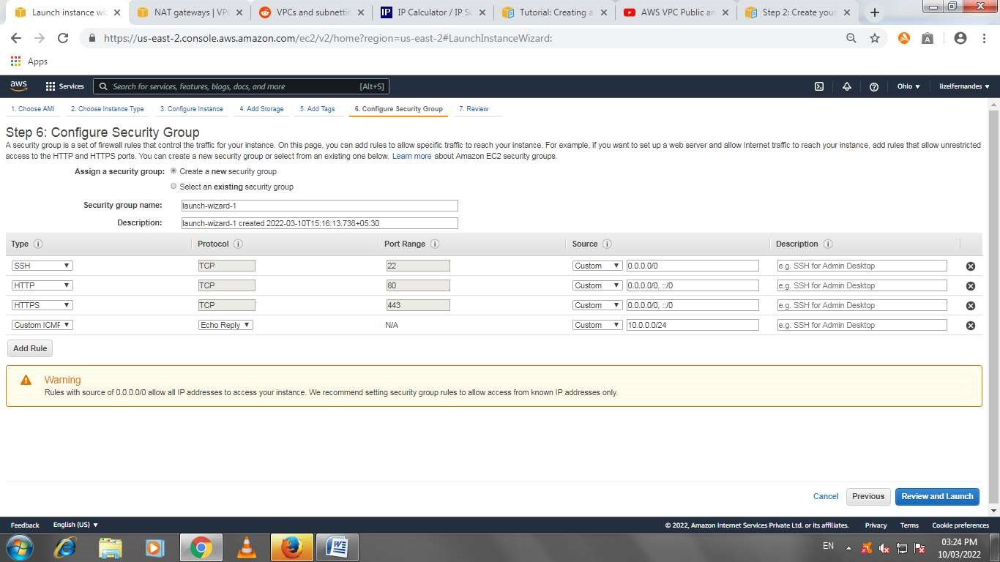 Launch instance wi
NAT gateways | VPC
VPCs and subnettin
IP
IP Calculator / IP S
Tutorial: Creating a
AWS VPC Public an
Step 2: Create your
https://us-east-2.console.aws.amazon.com/ec2/v2/home?region=us-east-2#LaunchInstanceWizard:
A
Apps
aws
Services
Search for services, features, blogs, docs, and more
[Alt+S]
Ohio
lizelfernandes
1. Choose AMI
2. Choose Instance Type
3. Configure Instance
4. Add Storage
5. Add Tags
6. Configure Security Group
7. Review
Step 6: Configure Security Group
A security group is a set of firewall rules that control the traffic for your instance. On this page, you can add rules to allow specific traffic to reach your instance. For example, if you want to set up a web server and allow Internet traffic to reach your instance, add rules that allow unrestricted
access to the HTTP and HTTPS ports. You can create a new security group or select from an existing one below. Learn more about Amazon EC2 security groups.
Assign a security group: Create a new security group
Select an existing security group
Security group name: launch-wizard-1
Description: launch-wizard-1 created 2022-03-10T15:16:13.738+05:30
Type Protocol Port Range Source Description
SSH TCP 22 Custom 0.0.0.0/0 e.g. SSH for Admin Desktop
HTTP TCP 80 Custom 0.0.0.0/0, ::/0 e.g. SSH for Admin Desktop
HTTPS TCP 443 Custom 0.0.0.0/0, ::/0 e.g. SSH for Admin Desktop
Custom ICMF Echo Reply N/A Custom 10.0.0.0/24 e.g. SSH for Admin Desktop
Add Rule
Warning
Rules with source of 0.0.0.0/0 allow all IP addresses to access your instance. We recommend setting security group rules to allow access from known IP addresses only.
Cancel
Previous
Review and Launch
Feedback
English (US)
© 2022, Amazon Internet Services Private Ltd. or its affiliates.
Privacy
Terms
Cookie preferences
EN
03:24 PM
10/03/2022